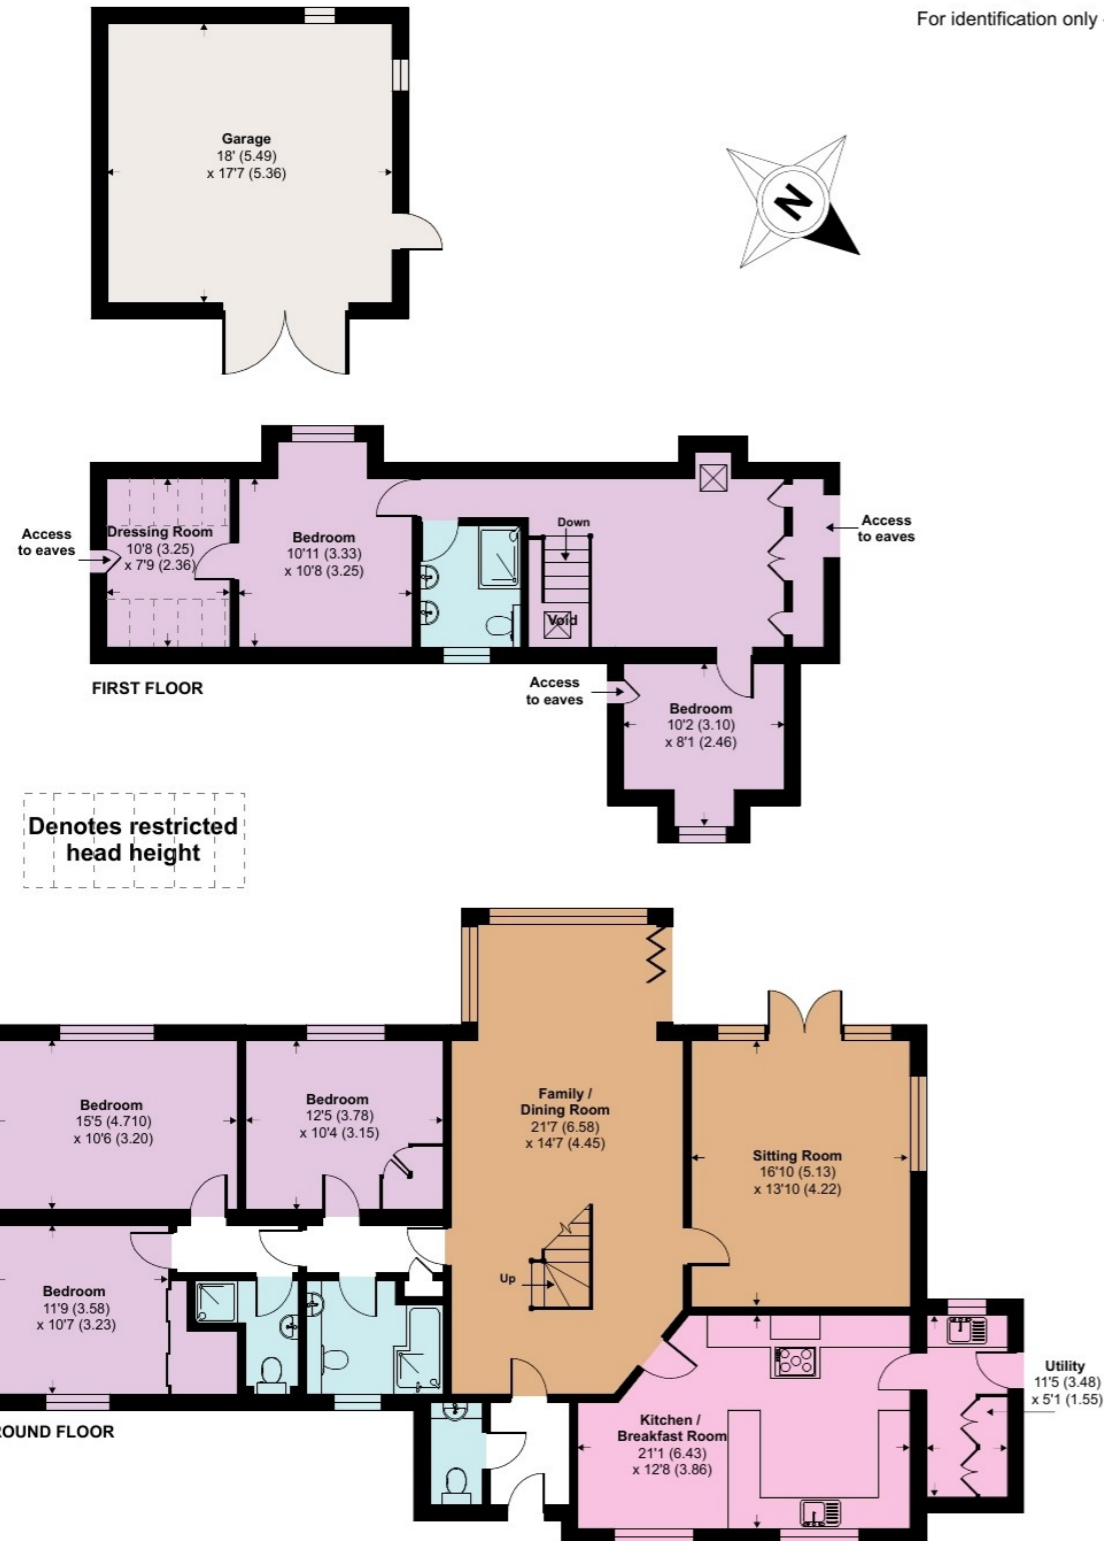 For identification only -
Garage
18' (5.49)
x 17'7 (5.36)
N
Access
to eaves
Dressing Room
10'8 (3.25)
x 7'9 (2.36)
Bedroom
10'11 (3.33)
x 10'8 (3.25)
Down
Void
Access
to eaves
FIRST FLOOR
Access
to eaves
Bedroom
10'2 (3.10)
x 8'1 (2.46)
Denotes restricted
head height
Bedroom
15'5 (4.710)
x 10'6 (3.20)
Bedroom
12'5 (3.78)
x 10'4 (3.15)
Family /
Dining Room
21'7 (6.58)
x 14'7 (4.45)
Sitting Room
16'10 (5.13)
x 13'10 (4.22)
Up
Bedroom
11'9 (3.58)
x 10'7 (3.23)
Utility
11'5 (3.48)
x 5'1 (1.55)
Kitchen /
Breakfast Room
21'1 (6.43)
x 12'8 (3.86)
ROUND FLOOR